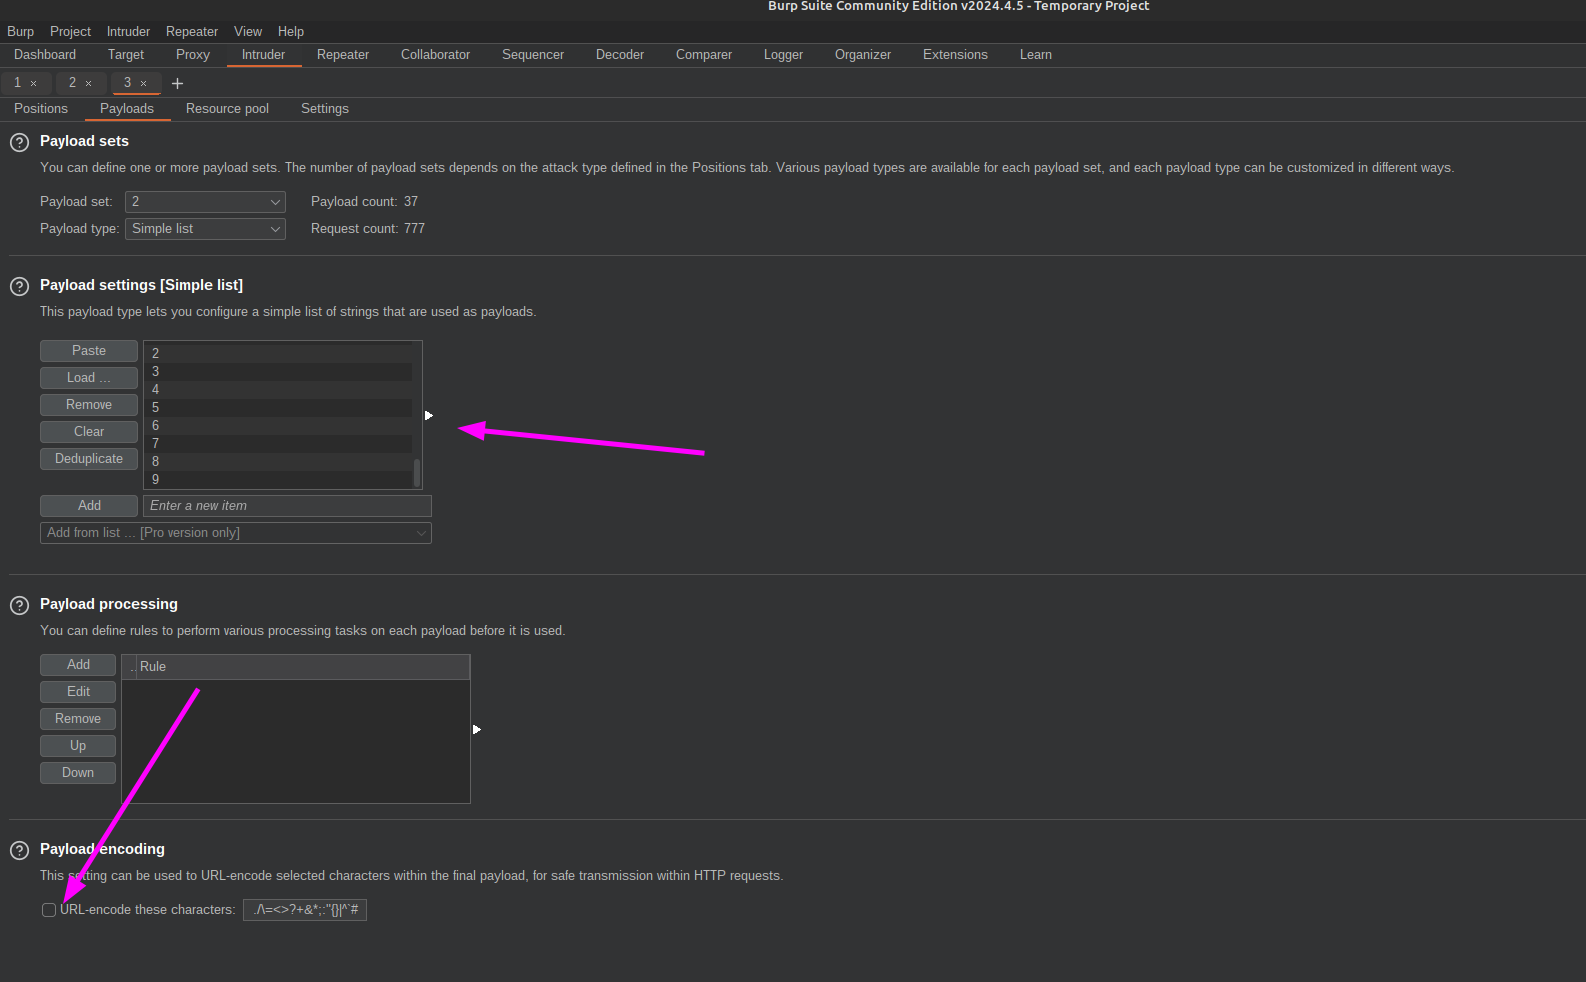 Burp Suite Community Edition v2024.4.5 - Temporary Project
Burp Project Intruder Repeater View Help
Dashboard Target Proxy Intruder Repeater Collaborator Sequencer Decoder Comparer Logger Organizer Extensions Learn
1 × 2 × 3 × +
Positions Payloads Resource pool Settings
? Payload sets
You can define one or more payload sets. The number of payload sets depends on the attack type defined in the Positions tab. Various payload types are available for each payload set, and each payload type can be customized in different ways.
Payload set: 2 Payload count: 37
Payload type: Simple list Request count: 777
? Payload settings [Simple list]
This payload type lets you configure a simple list of strings that are used as payloads.
Paste
Load ...
Remove
Clear
Deduplicate
2
3
4
5
6
7
8
9
Add Enter a new item
Add from list ... [Pro version only]
? Payload processing
You can define rules to perform various processing tasks on each payload before it is used.
Add
Edit
Remove
Up
Down
.. Rule
? Payload encoding
This setting can be used to URL-encode selected characters within the final payload, for safe transmission within HTTP requests.
URL-encode these characters: ./\=<>?+&*;:"{}|^`#